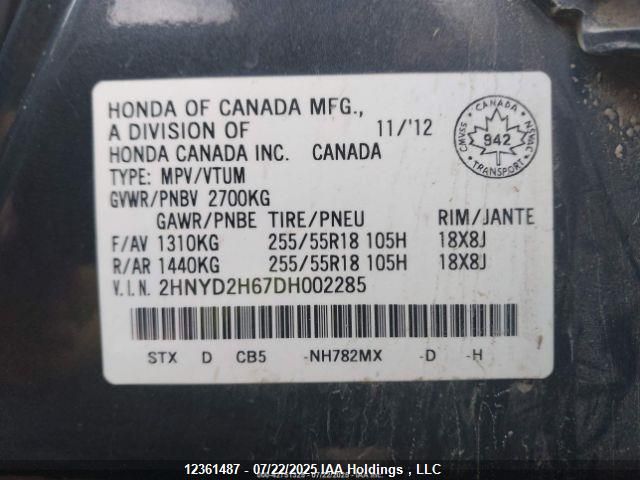 HONDA OF CANADA MFG.,
A DIVISION OF 11/'12
HONDA CANADA INC. CANADA
TYPE: MPV/VTUM
GVWR/PNBV 2700KG
GAWR/PNBE TIRE/PNEU RIM/JANTE
F/AV 1310KG 255/55R18 105H 18X8J
R/AR 1440KG 255/55R18 105H 18X8J
V.I.N. 2HNYD2H67DH002285
STX D CB5 -NH782MX -D -H
CANADA
CMVSS 942 NSVAC
TRANSPORT
12361487 - 07/22/2025 IAA Holdings , LLC